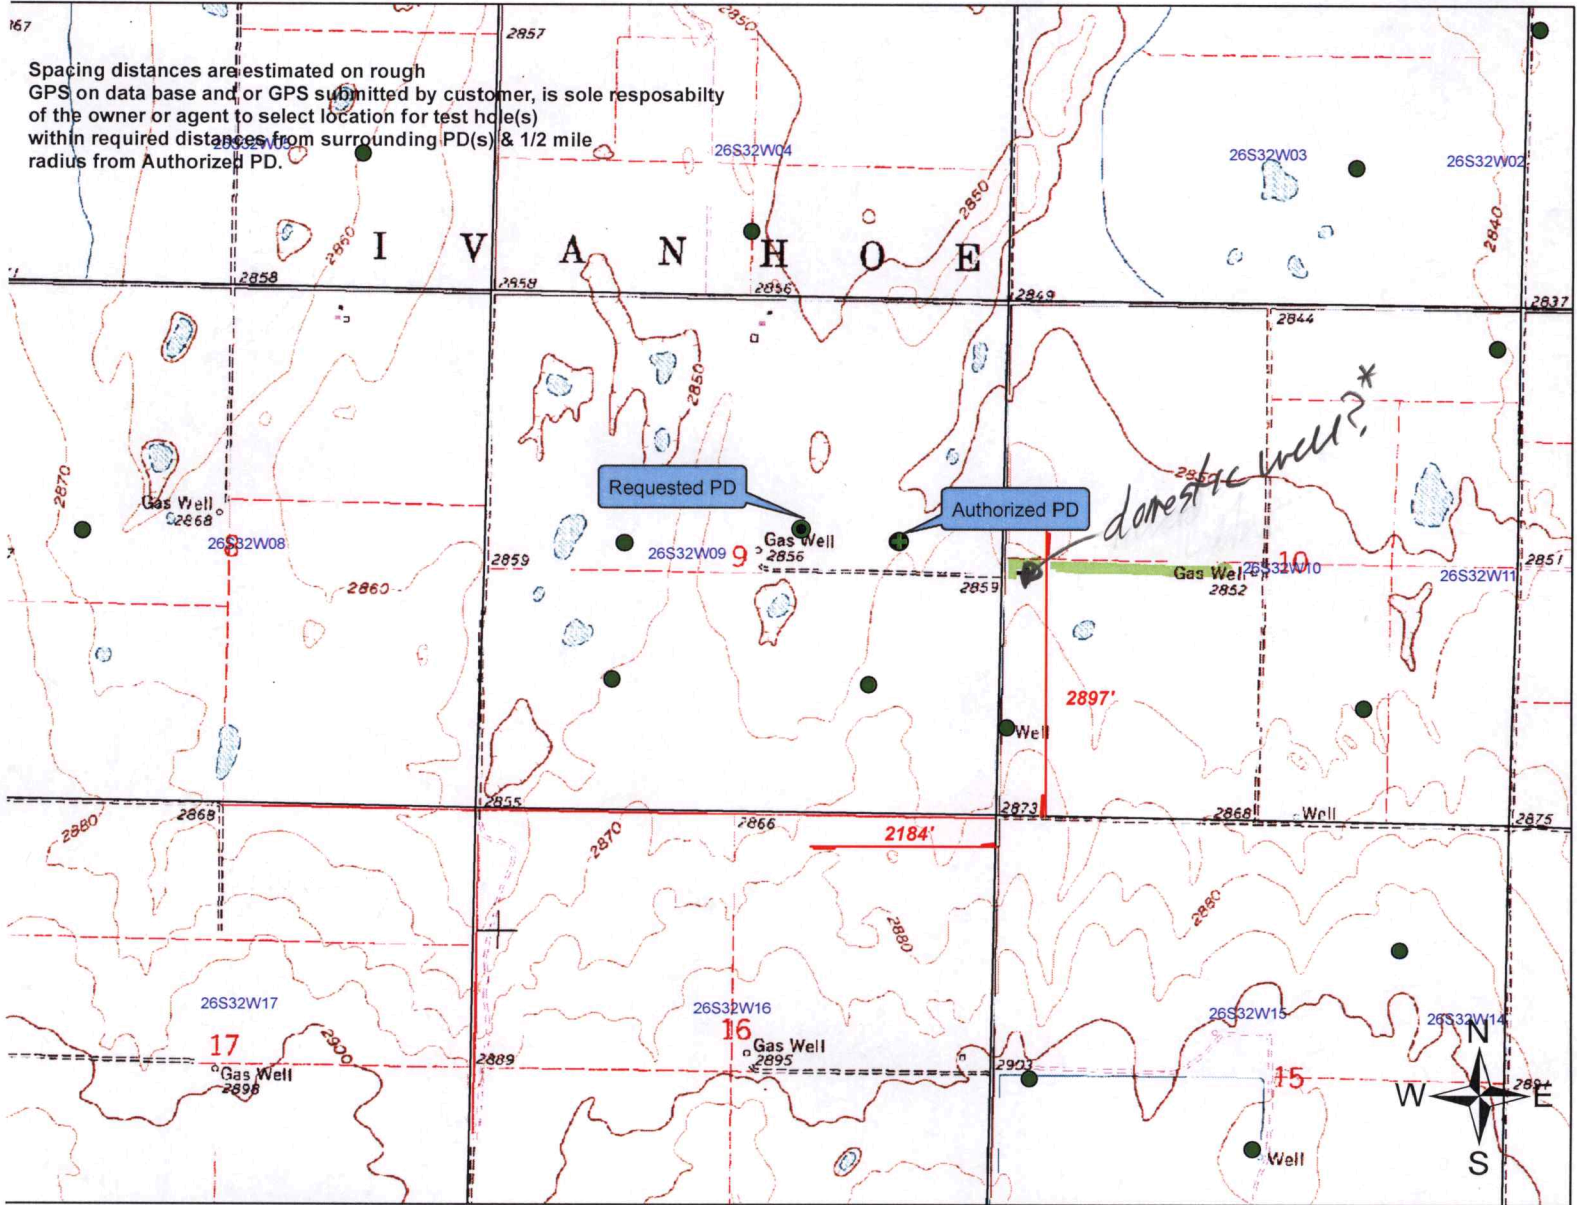 167
2857
2850
Spacing distances are estimated on rough
GPS on data base and or GPS submitted by customer, is sole resposabilty
of the owner or agent to select location for test hole(s)
within required distances from surrounding PD(s) & 1/2 mile
radius from Authorized PD.
26S32W05
26S32W04
26S32W03
26S32W02
2850
2840
2860
I V A N H O E
2858
2858
2856
2849
2837
2844
2850
domestic well?*
2870
Requested PD
Authorized PD
Gas Well
2868
8
26S32W08
2859
26S32W09
9
Gas Well
2856
2859
10
Gas Well
26S32W10
2852
26S32W11
2851
2860
2897'
Well
2855
2873
2868
2866
2868
Well
2875
2880
2870
2184'
2880
2880
26S32W17
17
26S32W16
16
26S32W15
15
26S32W14
2900
Gas Well
2898
2889
Gas Well
2895
2903
Well
N
W E
S